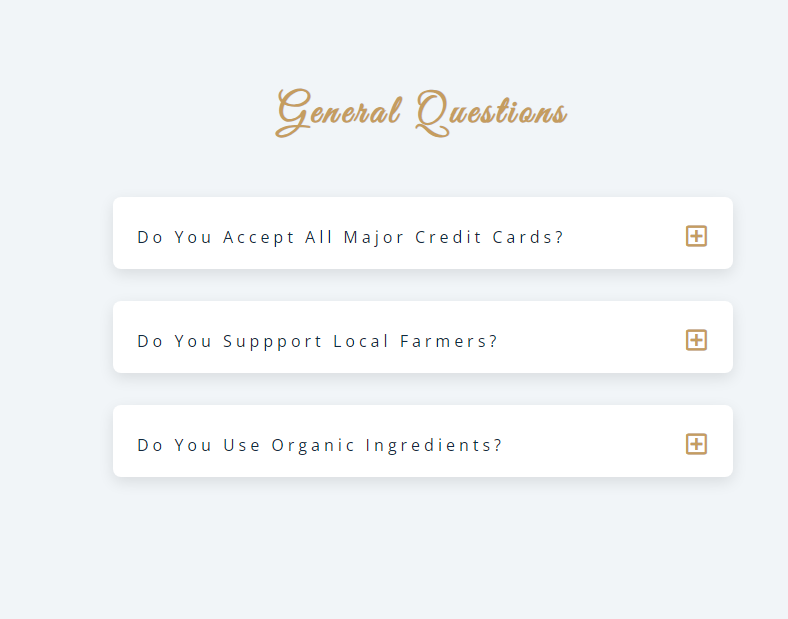 General Questions
Do You Accept All Major Credit Cards?
Do You Suppport Local Farmers?
Do You Use Organic Ingredients?